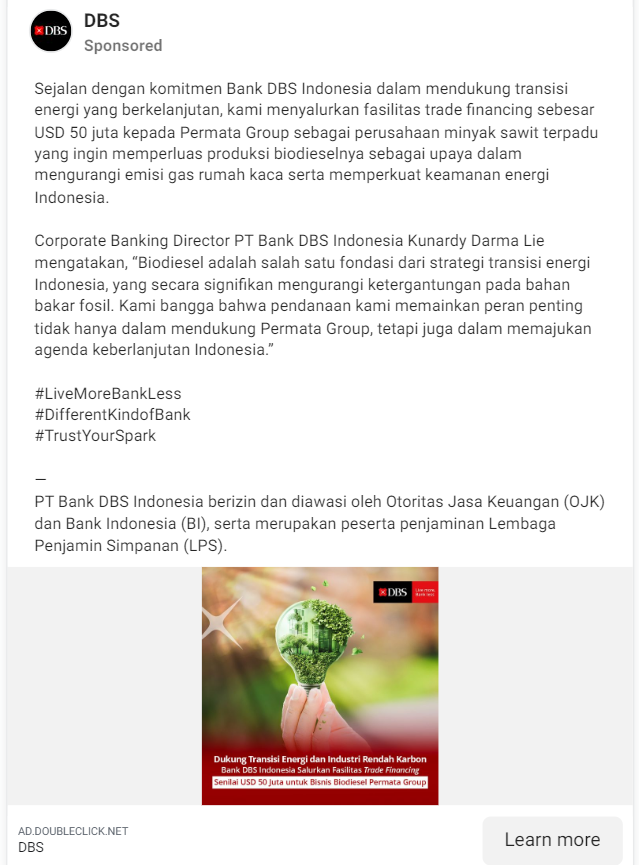 DBS
DBS
Sponsored
Sejalan dengan komitmen Bank DBS Indonesia dalam mendukung transisi
energi yang berkelanjutan, kami menyalurkan fasilitas trade financing sebesar
USD 50 juta kepada Permata Group sebagai perusahaan minyak sawit terpadu
yang ingin memperluas produksi biodieselnya sebagai upaya dalam
mengurangi emisi gas rumah kaca serta memperkuat keamanan energi
Indonesia.
Corporate Banking Director PT Bank DBS Indonesia Kunardy Darma Lie
mengatakan, “Biodiesel adalah salah satu fondasi dari strategi transisi energi
Indonesia, yang secara signifikan mengurangi ketergantungan pada bahan
bakar fosil. Kami bangga bahwa pendanaan kami memainkan peran penting
tidak hanya dalam mendukung Permata Group, tetapi juga dalam memajukan
agenda keberlanjutan Indonesia.”
#LiveMoreBankLess
#DifferentKindofBank
#TrustYourSpark
—
PT Bank DBS Indonesia berizin dan diawasi oleh Otoritas Jasa Keuangan (OJK)
dan Bank Indonesia (BI), serta merupakan peserta penjaminan Lembaga
Penjamin Simpanan (LPS).
DBS
Dukung Transisi Energi dan Industri Rendah Karbon
Bank DBS Indonesia Salurkan Fasilitas Trade Financing
Senilai USD 50 Juta untuk Bisnis Biodiesel Permata Group
AD.DOUBLECLICK.NET
DBS
Learn more